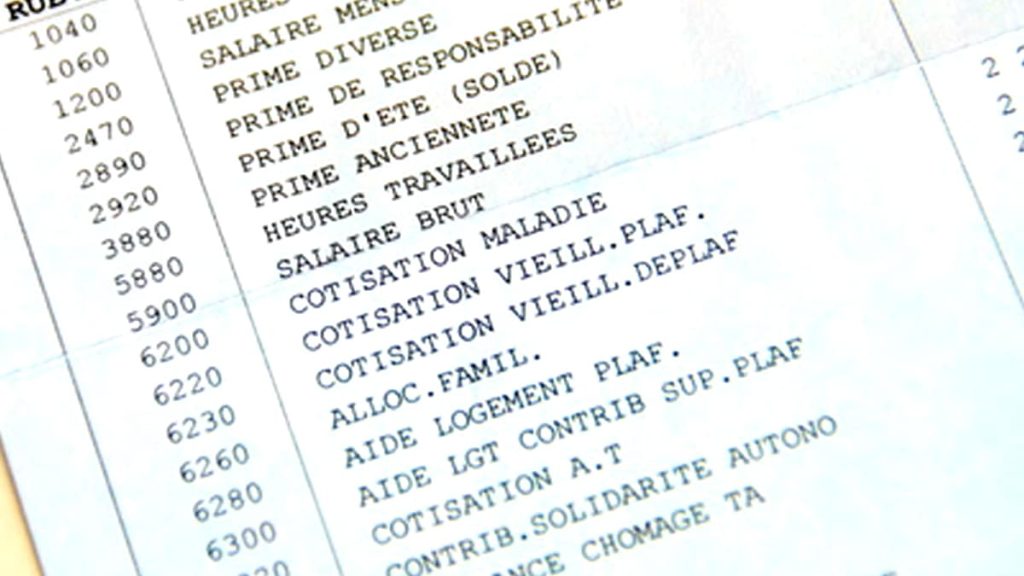 1040
1060 HEURES
1200 SALAIRE MENS
2470 PRIME DIVERSE
2890 PRIME DE RESPONSABILITE
2920 PRIME D'ETE (SOLDE)
3880 PRIME ANCIENNETE
5880 HEURES TRAVAILLEES
5900 SALAIRE BRUT
6200 COTISATION MALADIE 2
6220 COTISATION VIEILL.PLAF. 2
6230 COTISATION VIEILL.DEPLAF 2
6260 ALLOC.FAMIL.
6280 AIDE LOGEMENT PLAF.
6300 AIDE LGT CONTRIB SUP.PLAF
COTISATION A.T
CONTRIB.SOLIDARITE AUTONO
ANCE CHOMAGE TA